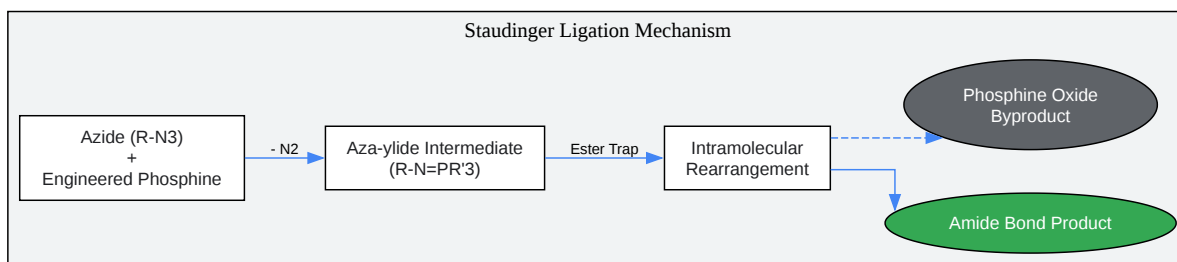 Staudinger Ligation Mechanism
Azide (R-N3)
+
Engineered Phosphine
- N2
Aza-ylide Intermediate
(R-N=PR'3)
Ester Trap
Intramolecular
Rearrangement
Phosphine Oxide
Byproduct
Amide Bond Product